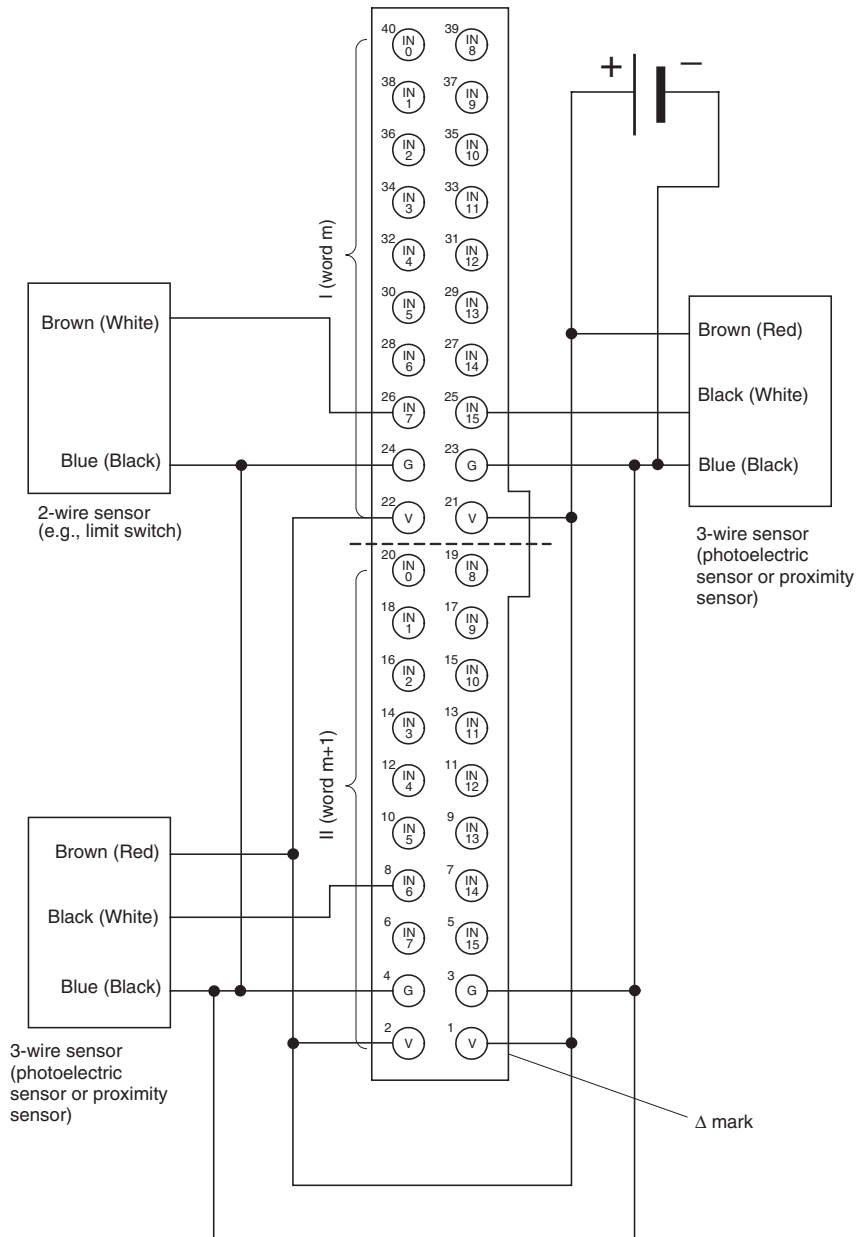 40 IN 0 39 IN 8
+ −
38 IN 1 37 IN 9
36 IN 2 35 IN 10
34 IN 3 33 IN 11
I (word m)
32 IN 4 31 IN 12
30 IN 5 29 IN 13
28 IN 6 27 IN 14
26 IN 7 25 IN 15
24 G 23 G
22 V 21 V
Brown (White)
Blue (Black)
2-wire sensor
(e.g., limit switch)
Brown (Red)
Black (White)
Blue (Black)
3-wire sensor
(photoelectric
sensor or proximity
sensor)
20 IN 0 19 IN 8
18 IN 1 17 IN 9
16 IN 2 15 IN 10
14 IN 3 13 IN 11
II (word m+1)
12 IN 4 11 IN 12
10 IN 5 9 IN 13
8 IN 6 7 IN 14
6 IN 7 5 IN 15
4 G 3 G
2 V 1 V
Brown (Red)
Black (White)
Blue (Black)
3-wire sensor
(photoelectric
sensor or proximity
sensor)
Δ mark